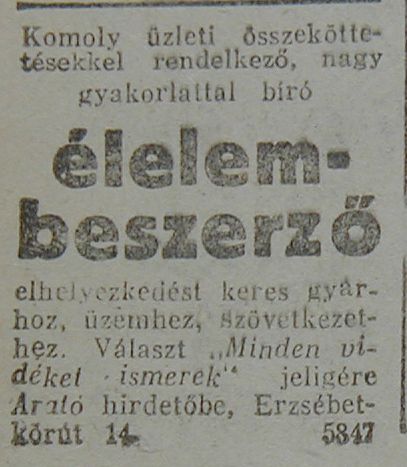 Komoly üzleti összekötte-
tésekkel rendelkező, nagy
gyakorlattal bíró
élelem-
beszerző
elhelyezkedést keres gyár-
hoz, üzemhez, szövetkezet-
hez. Választ „Minden vi-
déket ismerek" jeligére
Arató hirdetőbe, Erzsébet-
körút 14. 5847